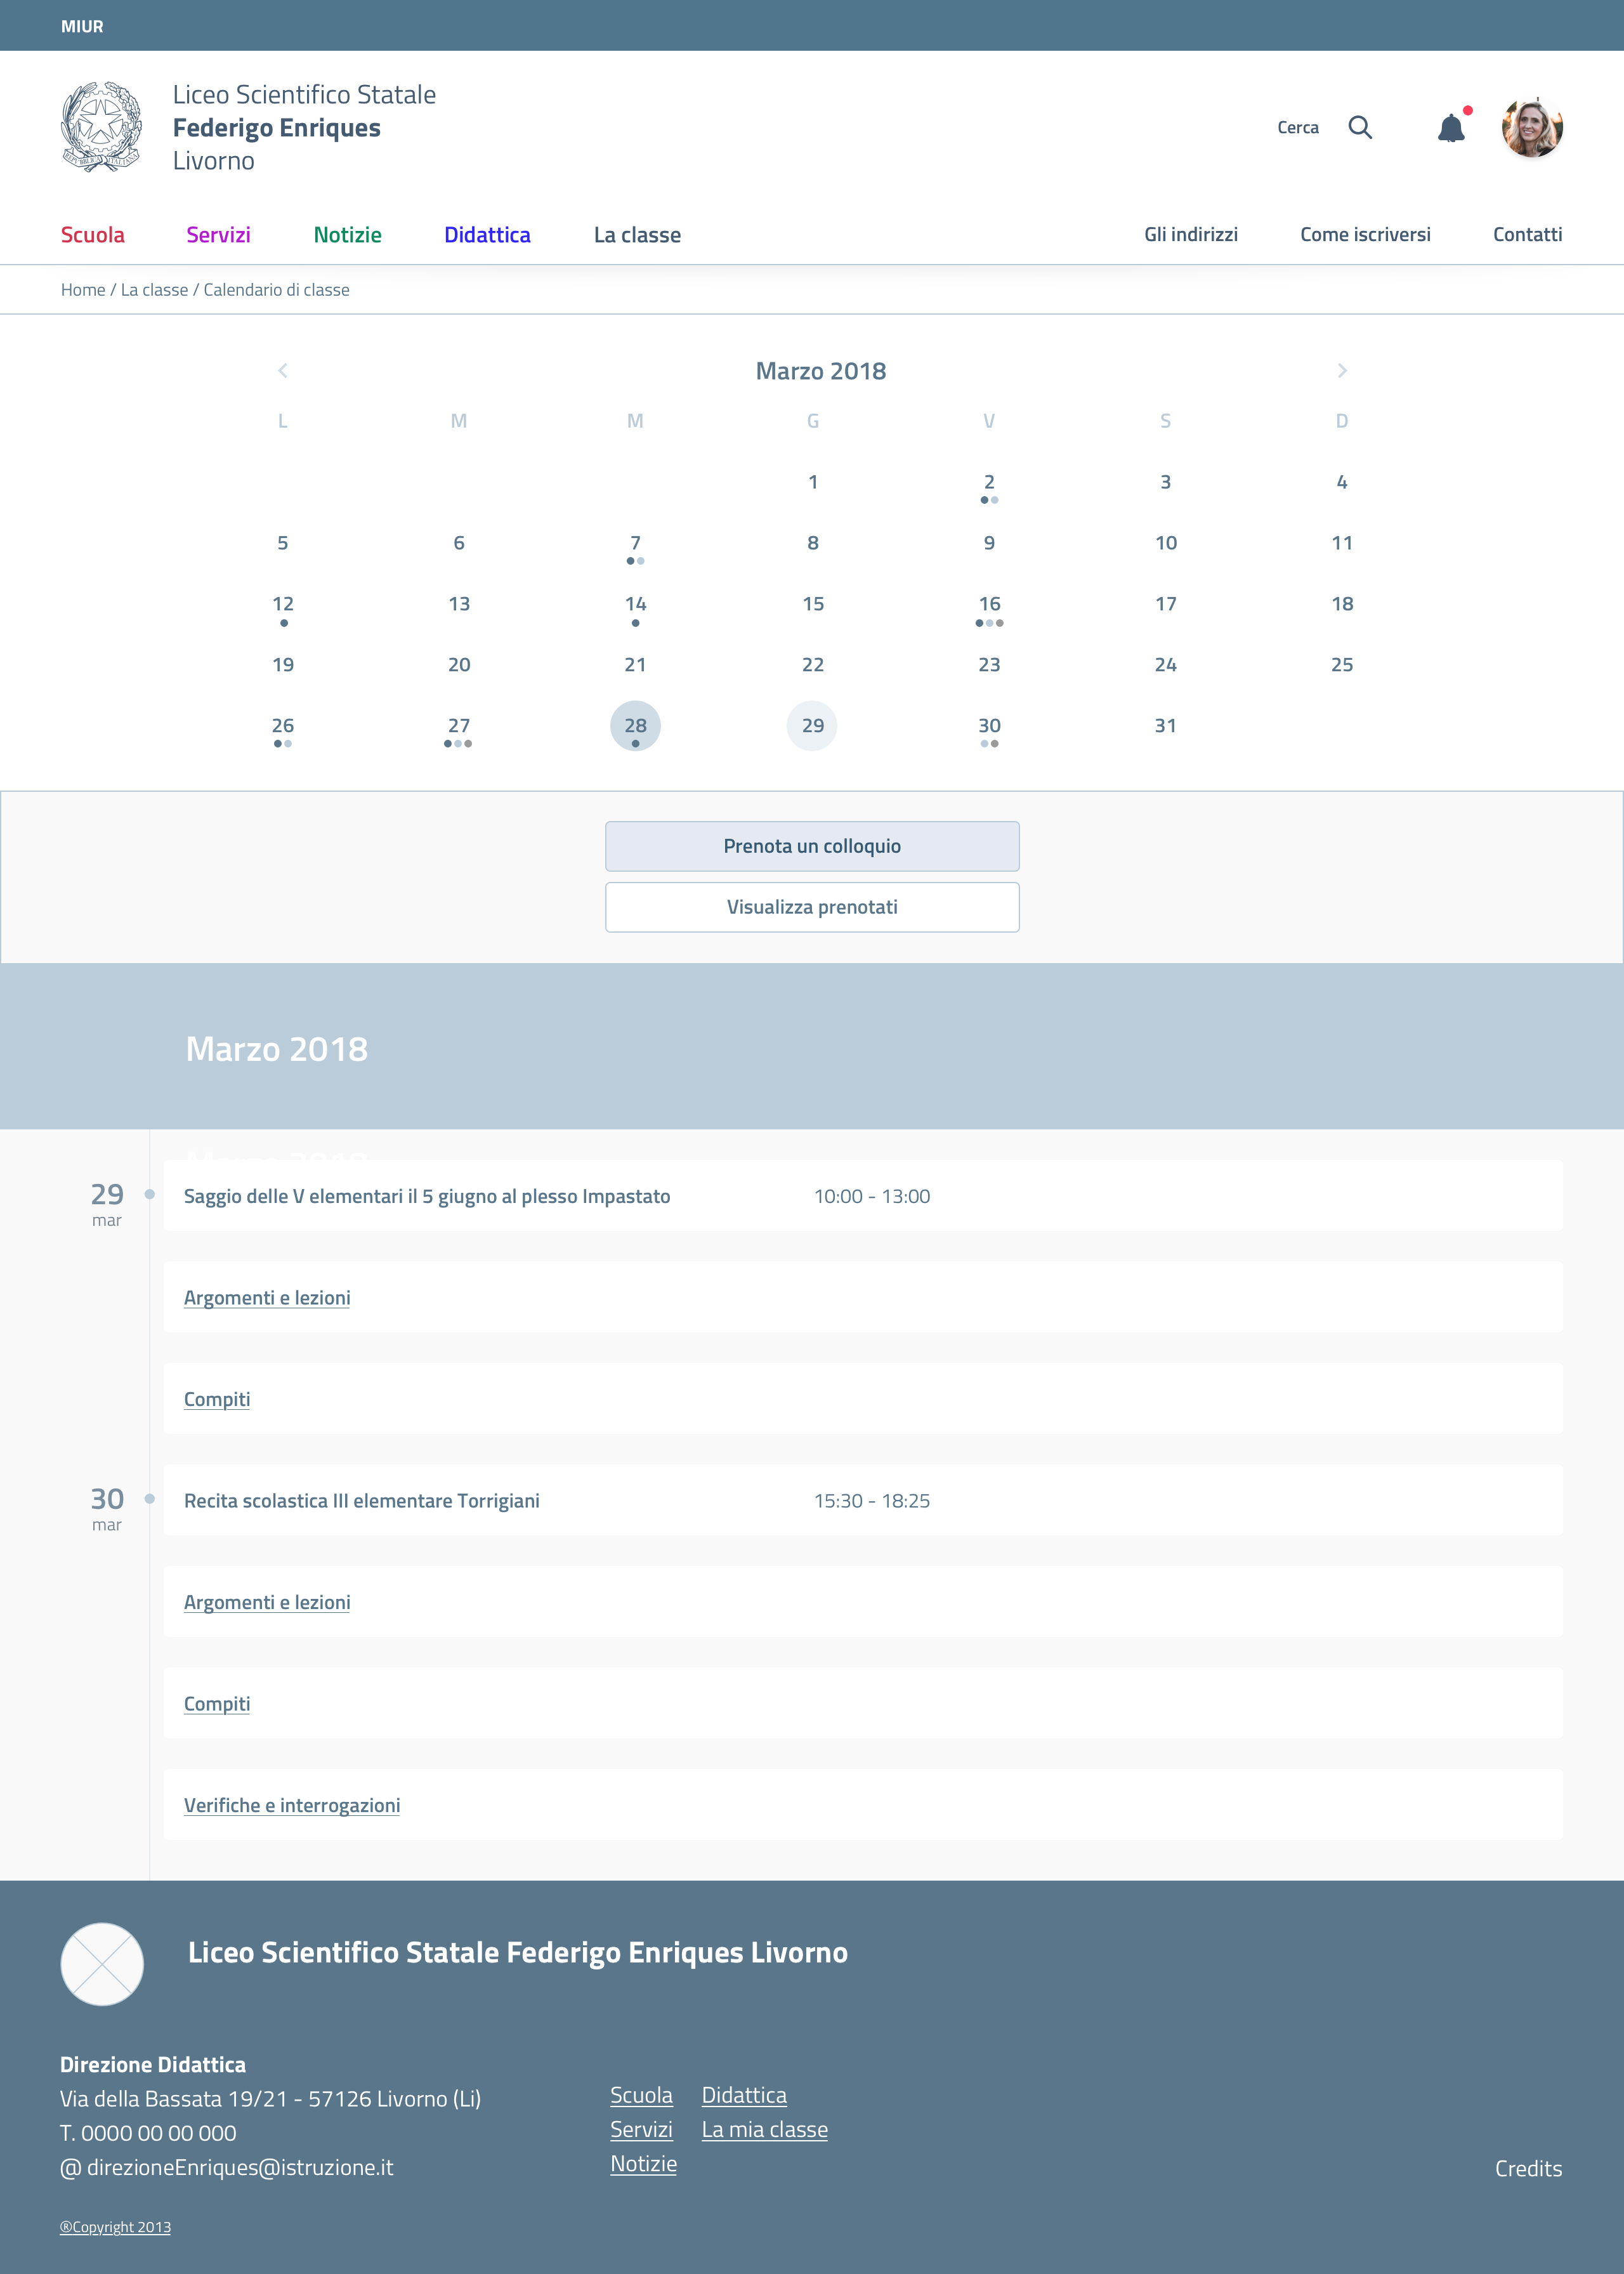 MIUR
Liceo Scientifico Statale
Federigo Enriques
Livorno
REPVBBLICA ITALIANA
Cerca
Scuola Servizi Notizie Didattica La classe Gli indirizzi Come iscriversi Contatti
Home / La classe / Calendario di classe
Marzo 2018
L M M G V S D
1 2 3 4
5 6 7 8 9 10 11
12 13 14 15 16 17 18
19 20 21 22 23 24 25
26 27 28 29 30 31
Prenota un colloquio
Visualizza prenotati
Marzo 2018
Marzo 2018
29 Saggio delle V elementari il 5 giugno al plesso Impastato 10:00 - 13:00
mar
Argomenti e lezioni
Compiti
30 Recita scolastica III elementare Torrigiani 15:30 - 18:25
mar
Argomenti e lezioni
Compiti
Verifiche e interrogazioni
Liceo Scientifico Statale Federigo Enriques Livorno
Direzione Didattica
Via della Bassata 19/21 - 57126 Livorno (Li)
T. 0000 00 00 000
@ direzioneEnriques@istruzione.it
Scuola Didattica
Servizi La mia classe
Notizie
Credits
®Copyright 2013